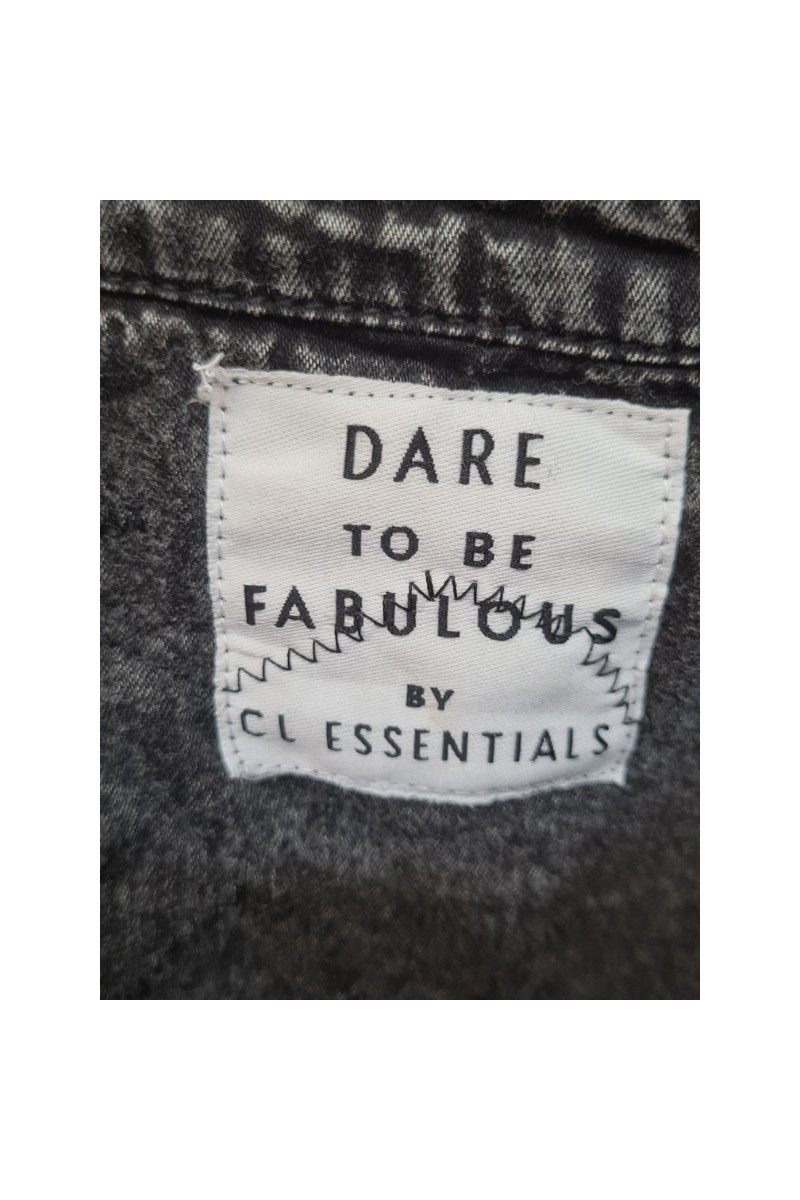 DARE
TO BE
FABULOUS
BY
CL ESSENTIALS